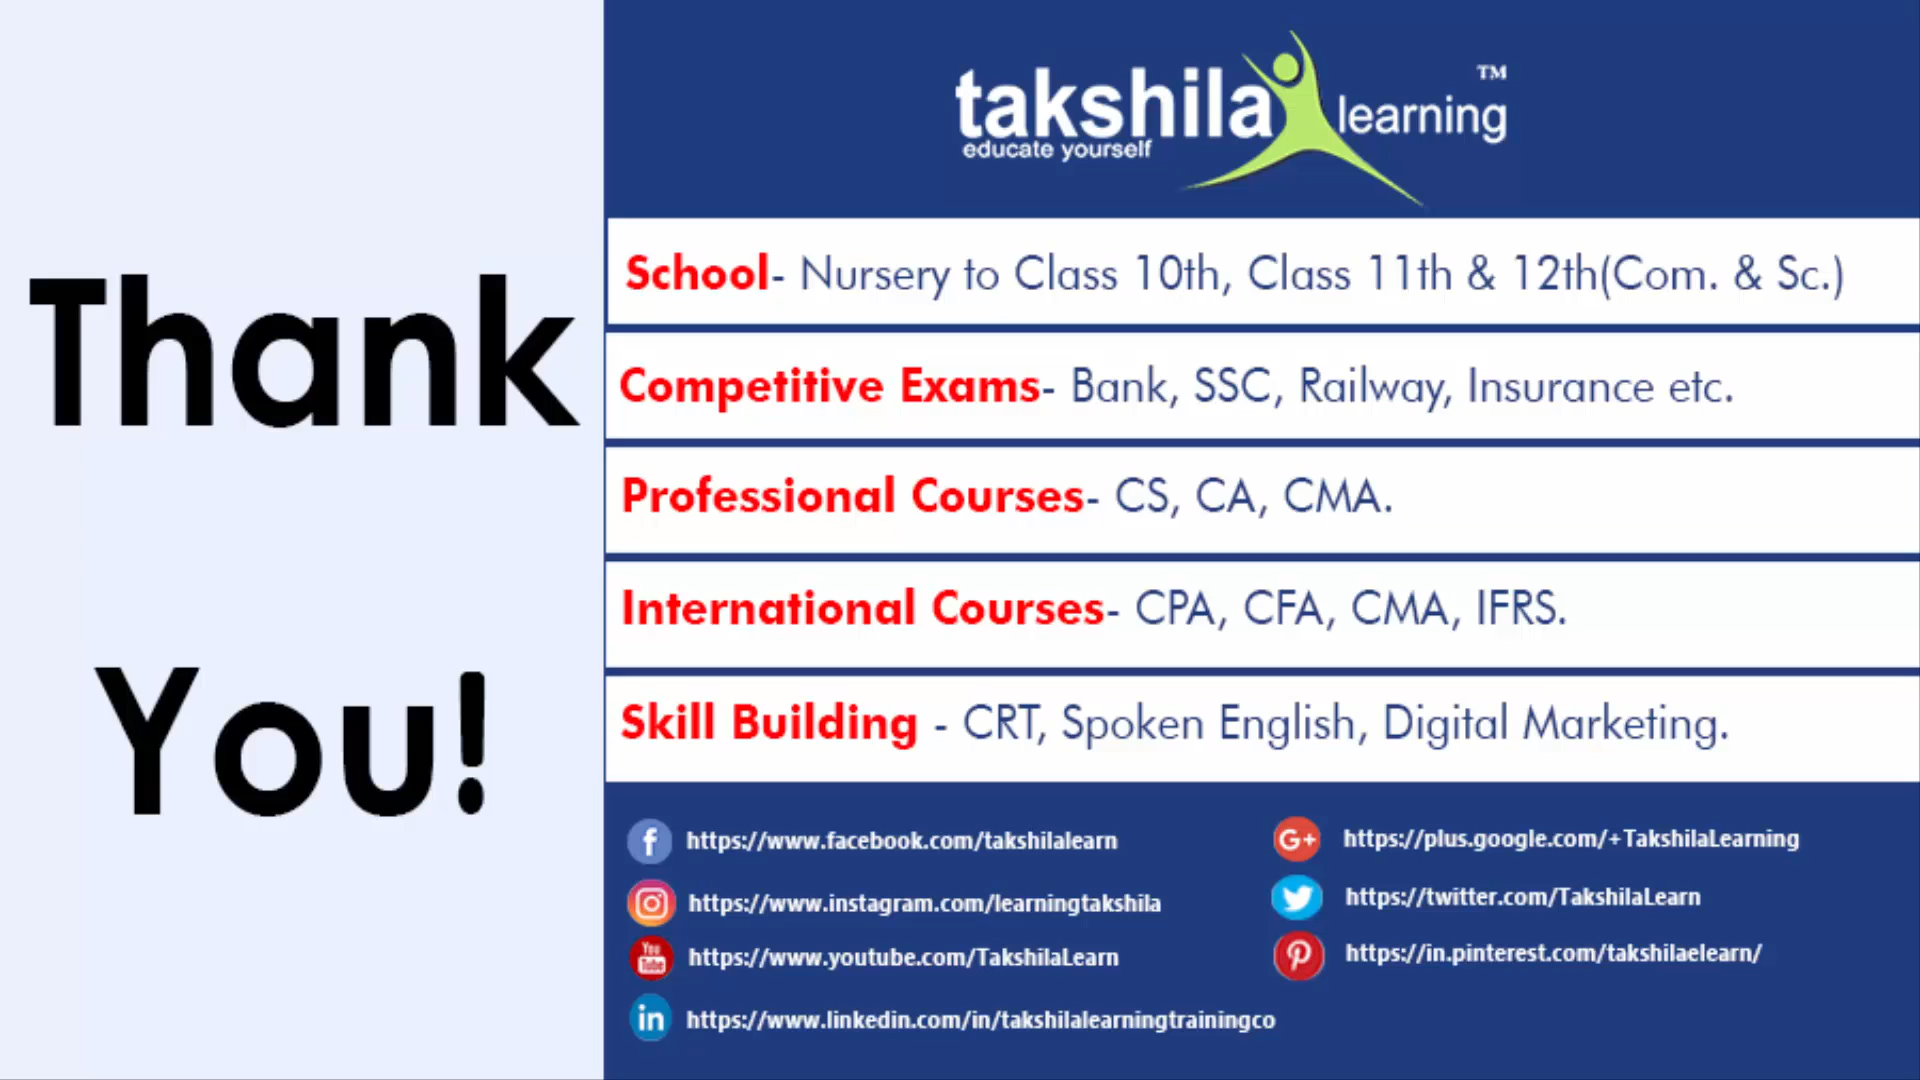 Thank
You!
takshila learning TM
educate yourself
School- Nursery to Class 10th, Class 11th & 12th(Com. & Sc.)
Competitive Exams- Bank, SSC, Railway, Insurance etc.
Professional Courses- CS, CA, CMA.
International Courses- CPA, CFA, CMA, IFRS.
Skill Building - CRT, Spoken English, Digital Marketing.
f https://www.facebook.com/takshilalearn
https://www.instagram.com/learningtakshila
You Tube https://www.youtube.com/TakshilaLearn
in https://www.linkedin.com/in/takshilalearningtrainingco
G+ https://plus.google.com/+TakshilaLearning
https://twitter.com/TakshilaLearn
https://in.pinterest.com/takshilaelearn/